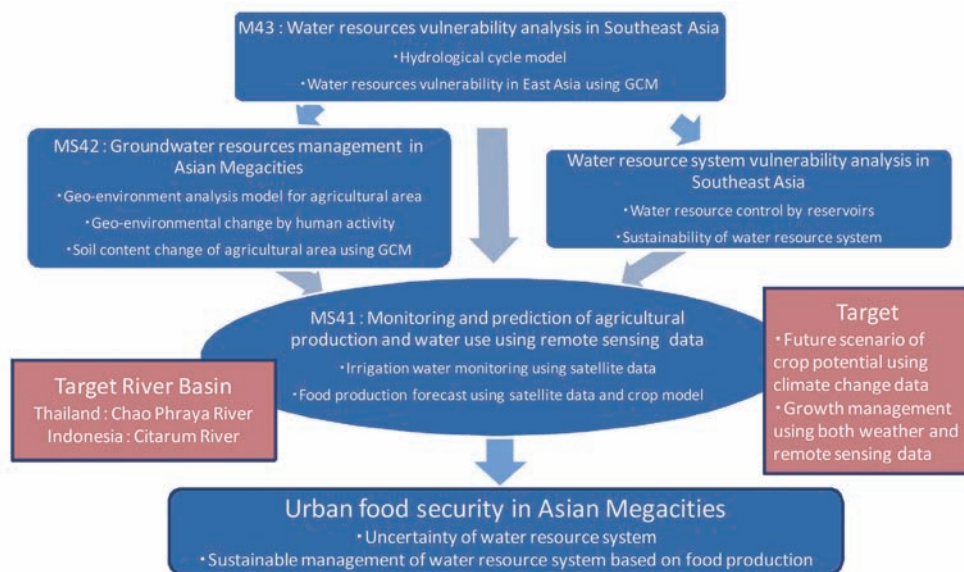 M43 : Water resources vulnerability analysis in Southeast Asia
・Hydrological cycle model
・Water resources vulnerability in East Asia using GCM
MS42 : Groundwater resources management in
Asian Megacities
・Geo-environment analysis model for agricultural area
・Geo-environmental change by human activity
・Soil content change of agricultural area using GCM
Water resource system vulnerability analysis in
Southeast Asia
・Water resource control by reservoirs
・Sustainability of water resource system
MS41 : Monitoring and prediction of agricultural
production and water use using remote sensing data
・Irrigation water monitoring using satellite data
・Food production forecast using satellite data and crop model
Target River Basin
Thailand : Chao Phraya River
Indonesia : Citarum River
Target
・Future scenario of
crop potential using
climate change data
・Growth management
using both weather and
remote sensing data
Urban food security in Asian Megacities
・Uncertainty of water resource system
・Sustainable management of water resource system based on food production